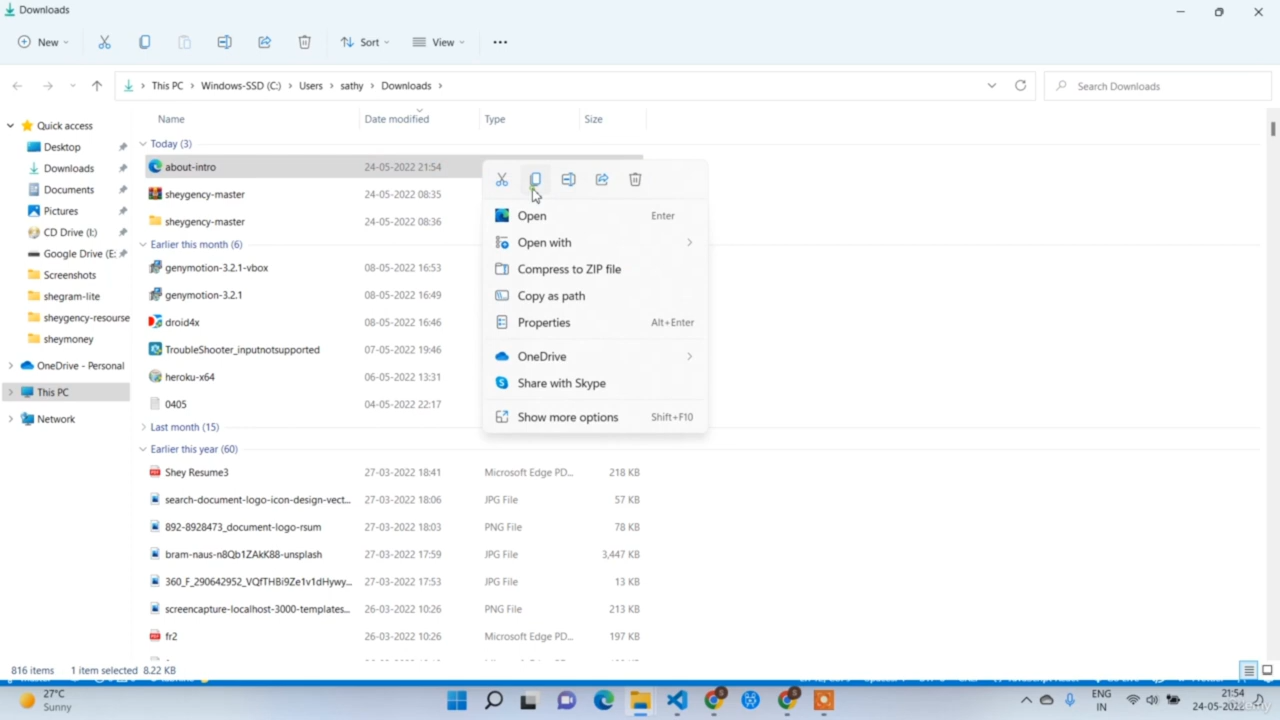 Downloads
New
Sort
View
This PC
Windows-SSD (C:)
Users
sathy
Downloads
Search Downloads
Quick access
Desktop
Downloads
Documents
Pictures
CD Drive (I:)
Google Drive (E:
Screenshots
shegram-lite
sheygency-resourse
sheymoney
OneDrive - Personal
This PC
Network
Name Date modified Type Size
Today (3)
about-intro 24-05-2022 21:54
sheygency-master 24-05-2022 08:35
sheygency-master 24-05-2022 08:36
Earlier this month (6)
genymotion-3.2.1-vbox 08-05-2022 16:53
genymotion-3.2.1 08-05-2022 16:49
droid4x 08-05-2022 16:46
TroubleShooter_inputnotsupported 07-05-2022 19:46
heroku-x64 06-05-2022 13:31
0405 04-05-2022 22:17
Last month (15)
Earlier this year (60)
Shey Resume3 27-03-2022 18:41 Microsoft Edge PD... 218 KB
search-document-logo-icon-design-vect... 27-03-2022 18:06 JPG File 57 KB
892-8928473_document-logo-rsum 27-03-2022 18:03 PNG File 78 KB
bram-naus-n8Qb1ZAkK88-unsplash 27-03-2022 17:59 JPG File 3,447 KB
360_F_290642952_VQfTHBi9Ze1v1dHywy... 27-03-2022 17:53 JPG File 13 KB
screencapture-localhost-3000-templates... 26-03-2022 10:26 PNG File 213 KB
fr2 26-03-2022 10:26 Microsoft Edge PD... 197 KB
Open Enter
Open with
Compress to ZIP file
Copy as path
Properties Alt+Enter
OneDrive
Share with Skype
Show more options Shift+F10
816 items 1 item selected 8.22 KB
27°C
Sunny
ENG
IN
21:54
24-05-2022